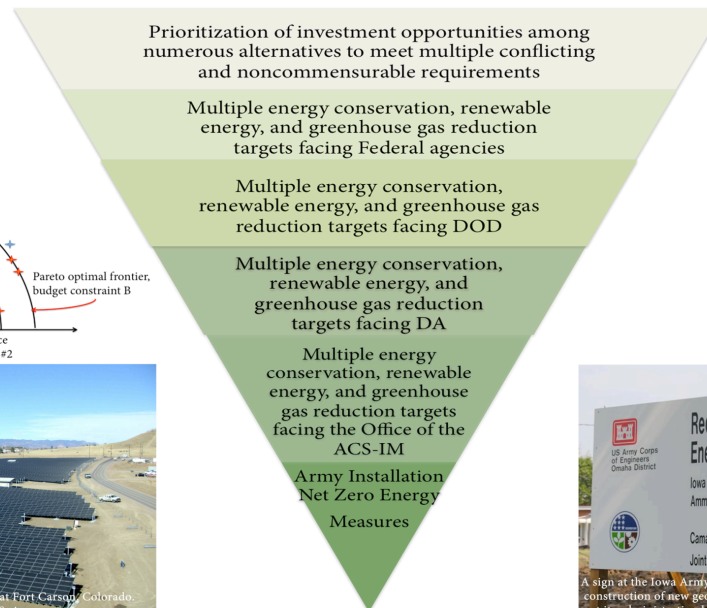 Prioritization of investment opportunities among
numerous alternatives to meet multiple conflicting
and noncommensurable requirements
Multiple energy conservation, renewable
energy, and greenhouse gas reduction
targets facing Federal agencies
Multiple energy conservation,
renewable energy, and greenhouse gas
reduction targets facing DOD
Multiple energy conservation,
renewable energy, and
greenhouse gas reduction
targets facing DA
Multiple energy
conservation, renewable
energy, and greenhouse
gas reduction targets
facing the Office of the
ACS-IM
Army Installation
Net Zero Energy
Measures
Pareto optimal frontier,
budget constraint B
#2
at Fort Carson, Colorado.
US Army Corps
of Engineers
Omaha District
Iowa
Joint
A sign at the Iowa Army
construction of new